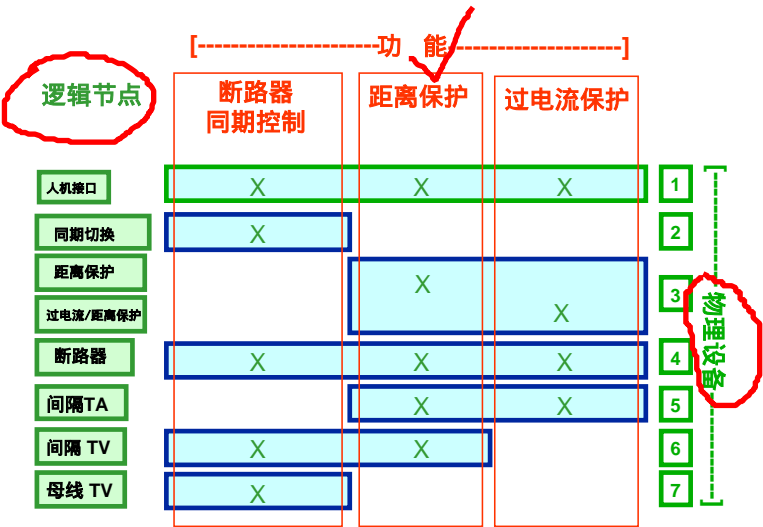 [----------------------功 能---------------------]
逻辑节点
断路器
同期控制
距离保护
过电流保护
人机接口 X X X 1
同期切换 X 2
距离保护 X
过电流/距离保护 X 3
断路器 X X X 4
间隔TA X X 5
间隔 TV X X 6
母线 TV X 7
物理设备